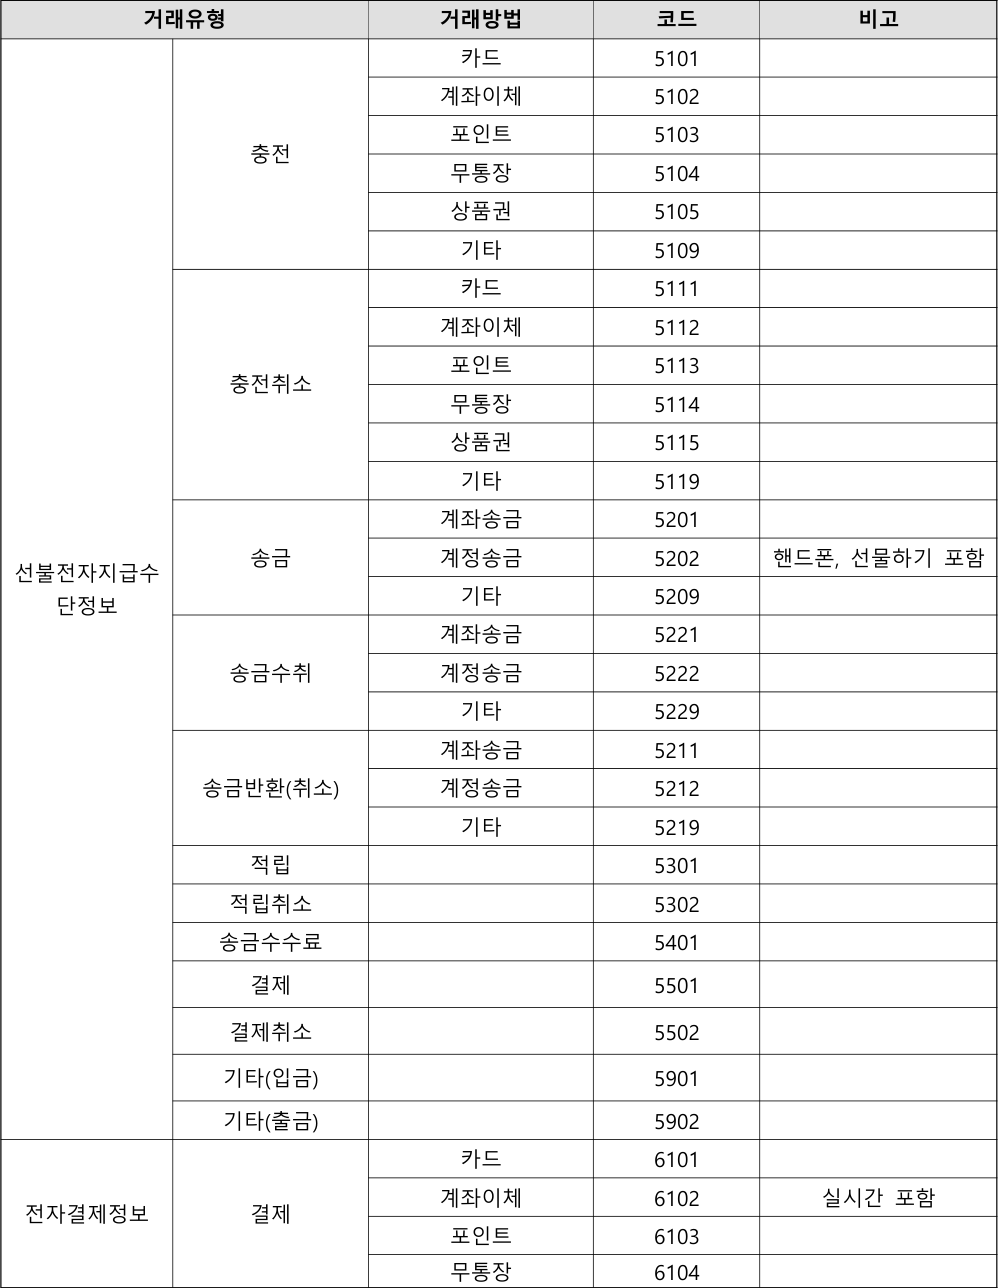 거래유형 거래방법 코드 비고
선불전자지급수
단정보
충전
카드 5101
계좌이체 5102
포인트 5103
무통장 5104
상품권 5105
기타 5109
충전취소
카드 5111
계좌이체 5112
포인트 5113
무통장 5114
상품권 5115
기타 5119
송금
계좌송금 5201
계정송금 5202 핸드폰, 선물하기 포함
기타 5209
송금수취
계좌송금 5221
계정송금 5222
기타 5229
송금반환(취소)
계좌송금 5211
계정송금 5212
기타 5219
적립 5301
적립취소 5302
송금수수료 5401
결제 5501
결제취소 5502
기타(입금) 5901
기타(출금) 5902
전자결제정보
결제
카드 6101
계좌이체 6102 실시간 포함
포인트 6103
무통장 6104